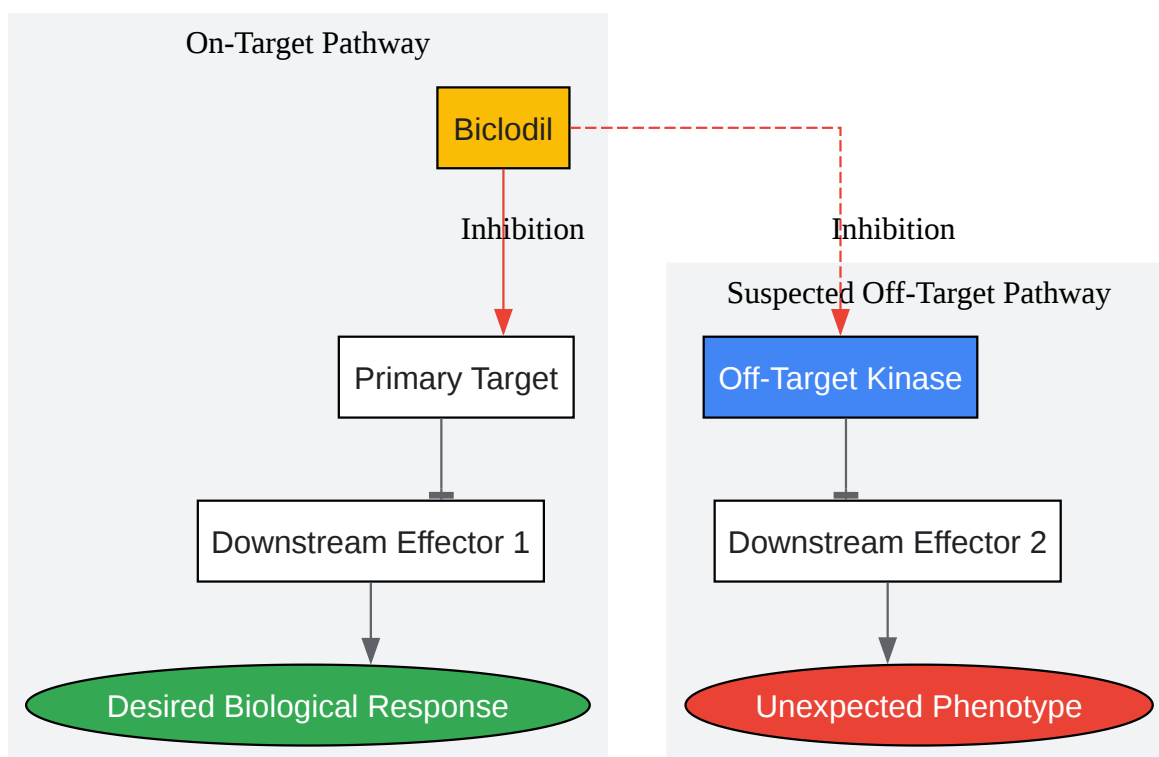 On-Target Pathway
Biclodil
Inhibition
Inhibition
Suspected Off-Target Pathway
Primary Target
Off-Target Kinase
Downstream Effector 1
Downstream Effector 2
Desired Biological Response
Unexpected Phenotype